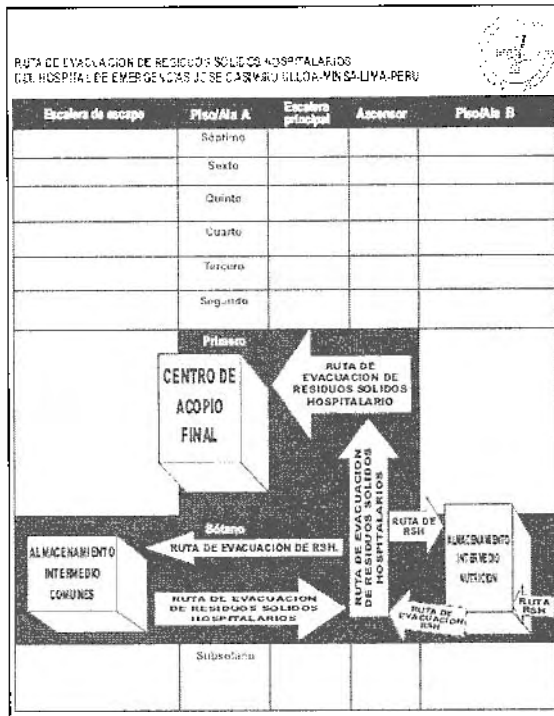 RUTA DE EVACUACION DE RESIDUOS SOLIDOS HOSPITALARIOS
DEL HOSPITAL DE EMERGENCIAS JOSE CASIMIRO ULLOA-MINSA-LIMA-PERU
Escalera de escape
Piso/Ala A
Escalera
principal
Ascensor
Piso/Ala B
Séptimo
Sexto
Quinto
Cuarto
Tercero
Segundo
Primero
CENTRO DE
ACOPIO
FINAL
RUTA DE
EVACUACION DE
RESIDUOS SOLIDOS
HOSPITALARIO
RUTA DE EVACUACION
DE RESIDUOS SOLIDOS
HOSPITALARIOS
Sótano
ALMACENAMIENTO
INTERMEDIO
COMUNES
RUTA DE EVACUACION DE RSH.
RUTA DE EVACUACION
DE RESIDUOS SOLIDOS
HOSPITALARIOS
RUTA DE
RSH
ALMACENAMIENTO
INTERMEDIO
NUTRICION
RUTA DE
EVACUACION
RSH
RUTA
RSH
Subsotano